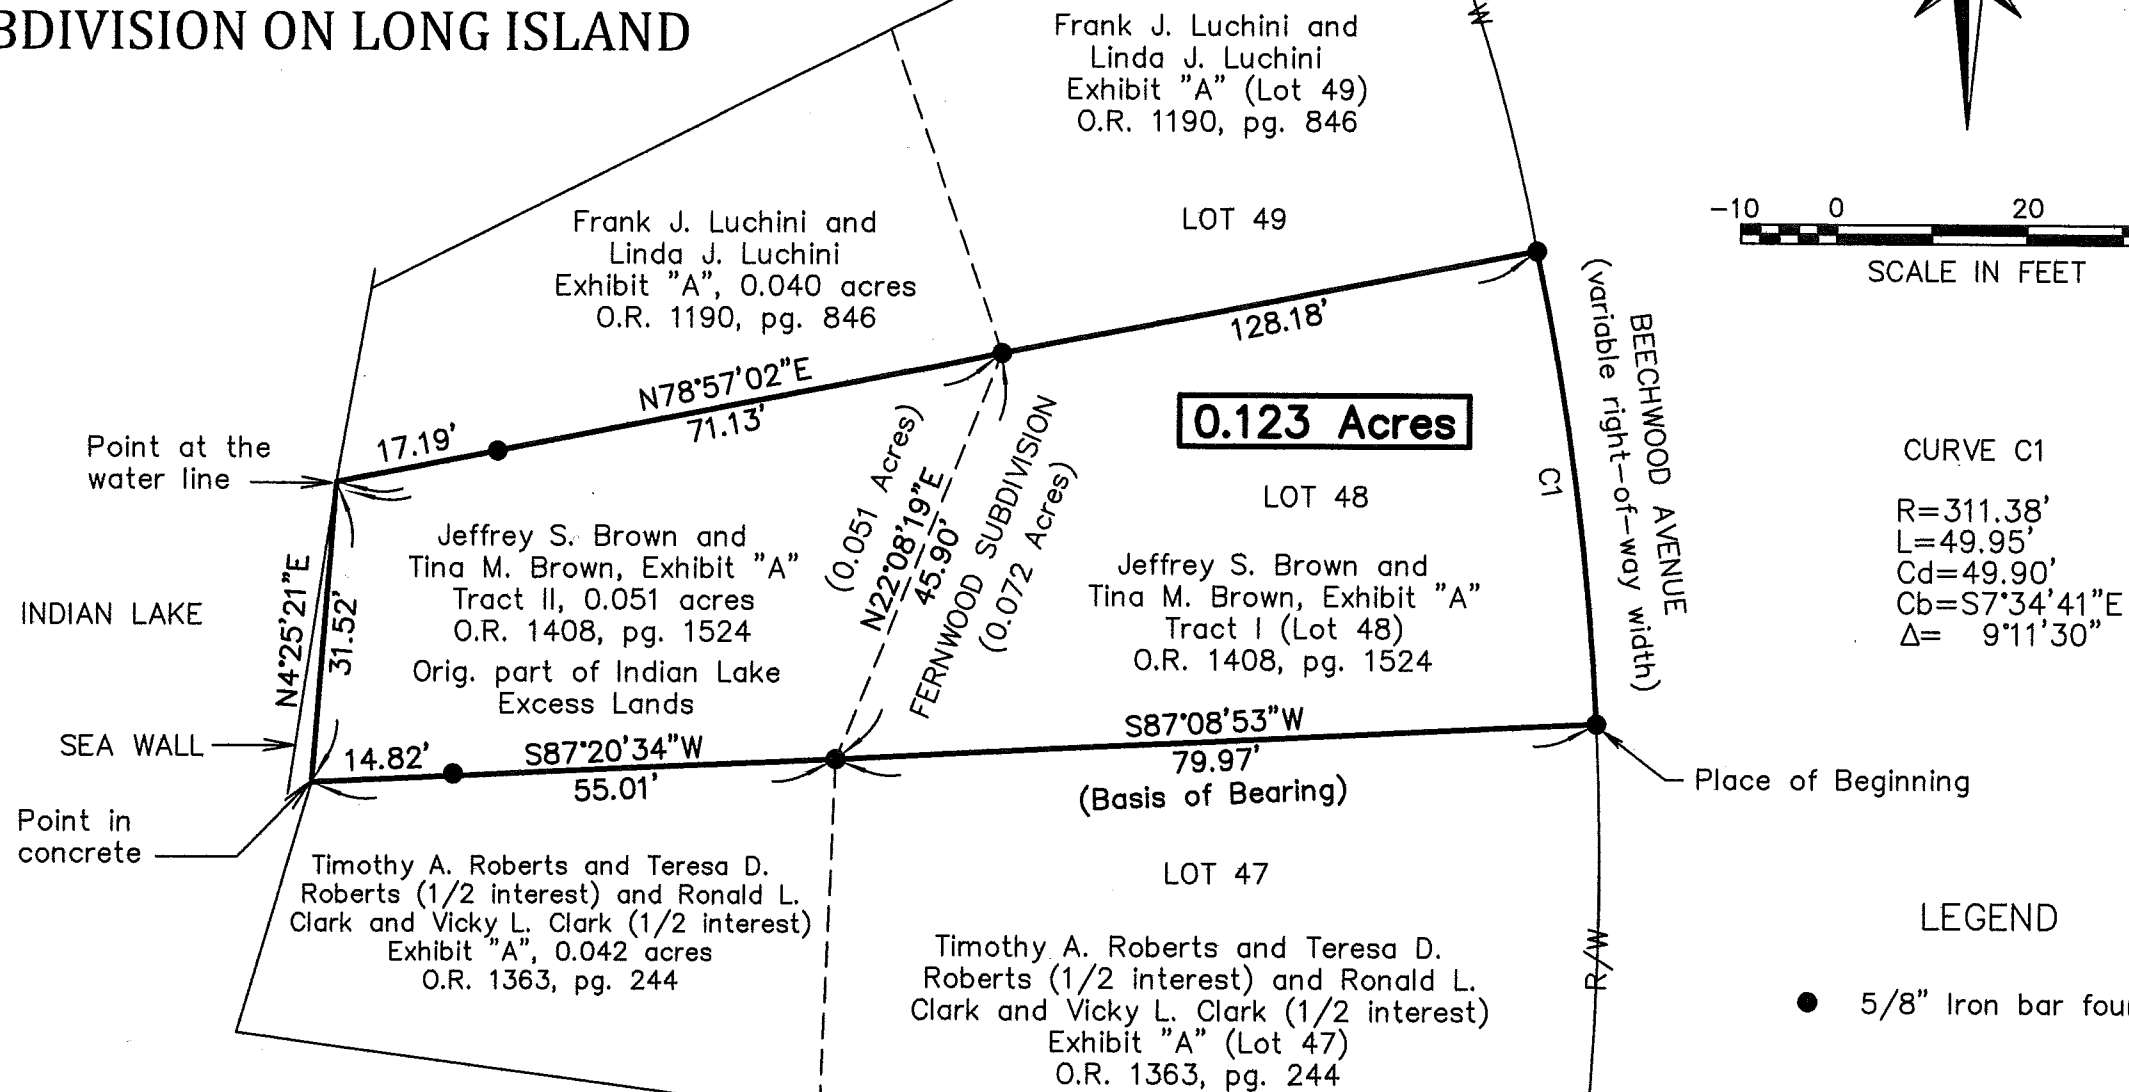 BDIVISION ON LONG ISLAND
Frank J. Luchini and
Linda J. Luchini
Exhibit "A" (Lot 49)
O.R. 1190, pg. 846
W
LOT 49
Frank J. Luchini and
Linda J. Luchini
Exhibit "A", 0.040 acres
O.R. 1190, pg. 846
-10 0 20
SCALE IN FEET
128.18'
N78°57'02"E
71.13'
17.19'
Point at the
water line
0.123 Acres
LOT 48
C1
BEECHWOOD AVENUE
(variable right-of-way width)
CURVE C1
R=311.38'
L=49.95'
Cd=49.90'
Cb=S7°34'41"E
Δ= 9°11'30"
(0.051 Acres)
N22°08'19"E
45.90'
FERNWOOD SUBDIVISION
(0.072 Acres)
Jeffrey S. Brown and
Tina M. Brown, Exhibit "A"
Tract II, 0.051 acres
O.R. 1408, pg. 1524
Orig. part of Indian Lake
Excess Lands
Jeffrey S. Brown and
Tina M. Brown, Exhibit "A"
Tract I (Lot 48)
O.R. 1408, pg. 1524
INDIAN LAKE
N4°25'21"E
31.52'
SEA WALL
14.82'
S87°20'34"W
55.01'
S87°08'53"W
79.97'
(Basis of Bearing)
Place of Beginning
Point in
concrete
Timothy A. Roberts and Teresa D.
Roberts (1/2 interest) and Ronald L.
Clark and Vicky L. Clark (1/2 interest)
Exhibit "A", 0.042 acres
O.R. 1363, pg. 244
LOT 47
Timothy A. Roberts and Teresa D.
Roberts (1/2 interest) and Ronald L.
Clark and Vicky L. Clark (1/2 interest)
Exhibit "A" (Lot 47)
O.R. 1363, pg. 244
R/W
LEGEND
5/8" Iron bar fou